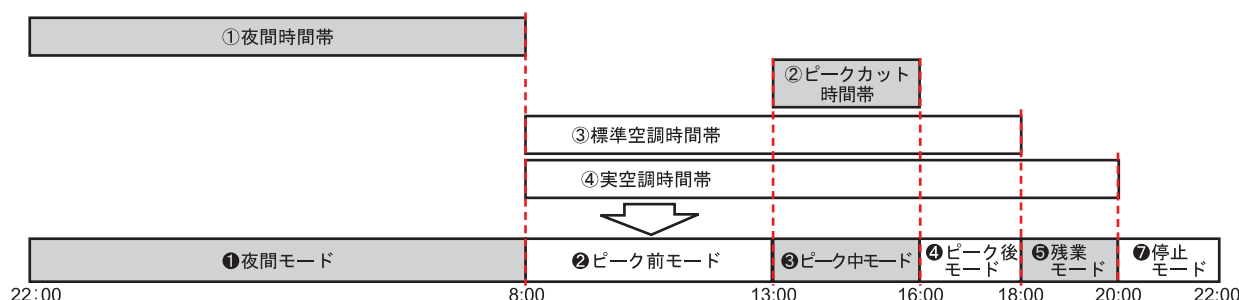 ①夜間時間帯
②ピークカット
時間帯
③標準空調時間帯
④実空調時間帯
❶夜間モード
❷ピーク前モード
❸ピーク中モード
❹ピーク後
モード
❺残業
モード
❼停止
モード
22:00
8:00
13:00
16:00
18:00
20:00
22:00